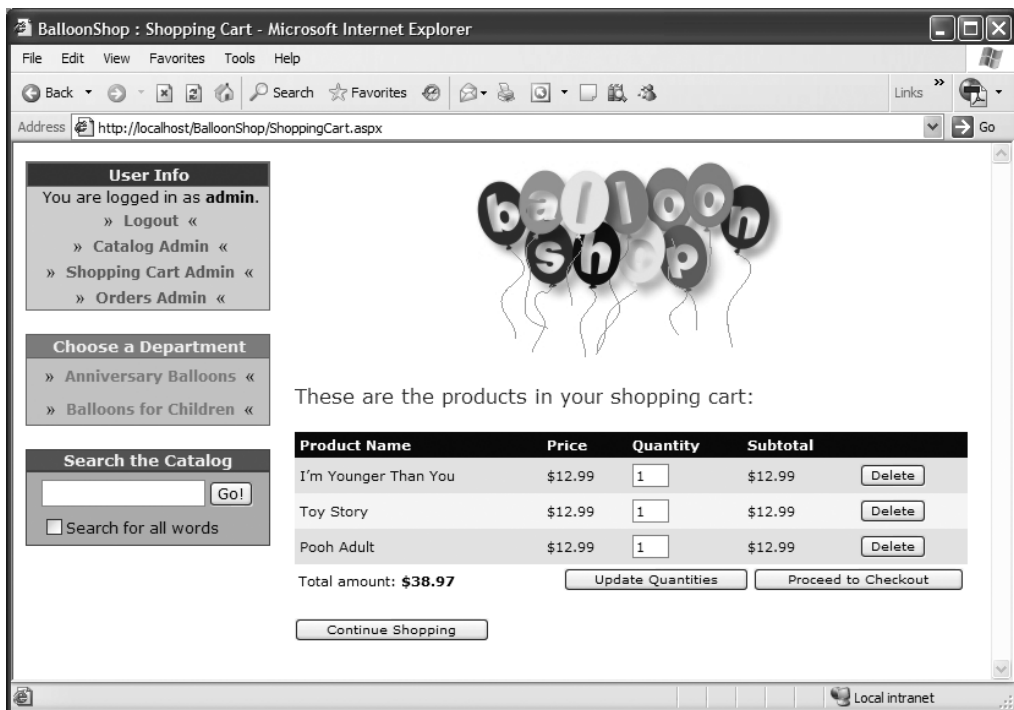 BalloonShop : Shopping Cart - Microsoft Internet Explorer
File Edit View Favorites Tools Help
Back Search Favorites Links »
Address http://localhost/BalloonShop/ShoppingCart.aspx Go
User Info
You are logged in as admin.
» Logout «
» Catalog Admin «
» Shopping Cart Admin «
» Orders Admin «
Choose a Department
» Anniversary Balloons «
» Balloons for Children «
Search the Catalog
Go!
Search for all words
balloon
shop
These are the products in your shopping cart:
Product Name Price Quantity Subtotal
I'm Younger Than You $12.99 1 $12.99 Delete
Toy Story $12.99 1 $12.99 Delete
Pooh Adult $12.99 1 $12.99 Delete
Total amount: $38.97 Update Quantities Proceed to Checkout
Continue Shopping
Local intranet